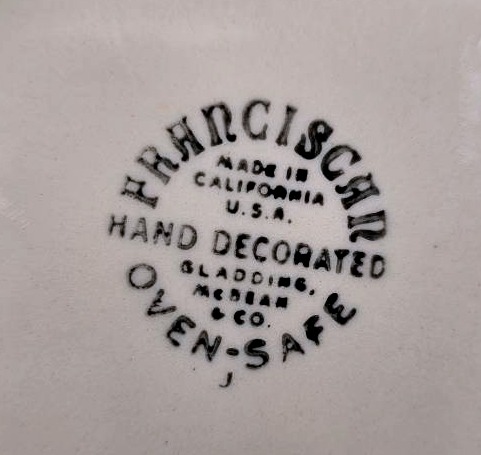 FRANCISCAN
MADE IN
CALIFORNIA
U.S.A.
HAND DECORATED
GLADDING,
McBEAN
& CO.
OVEN-SAFE
J